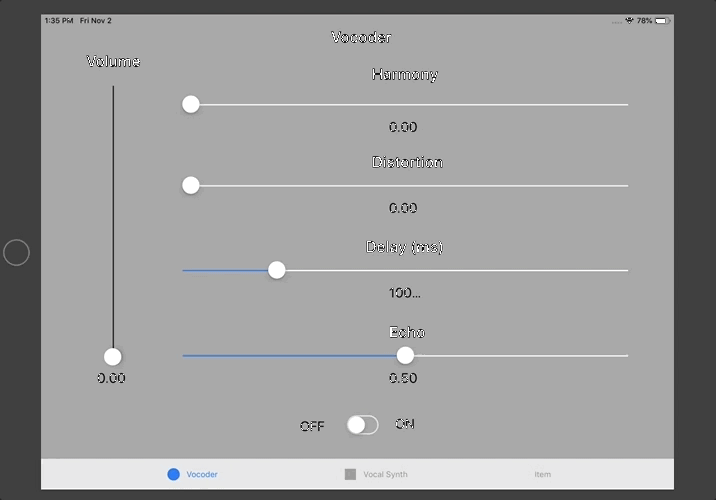 1:35 PM Fri Nov 2
78%
Vocoder
Volume
Harmony
0.00
Distortion
0.00
Delay (ms)
100...
Echo
0.00
0.50
OFF ON
Vocoder Vocal Synth Item